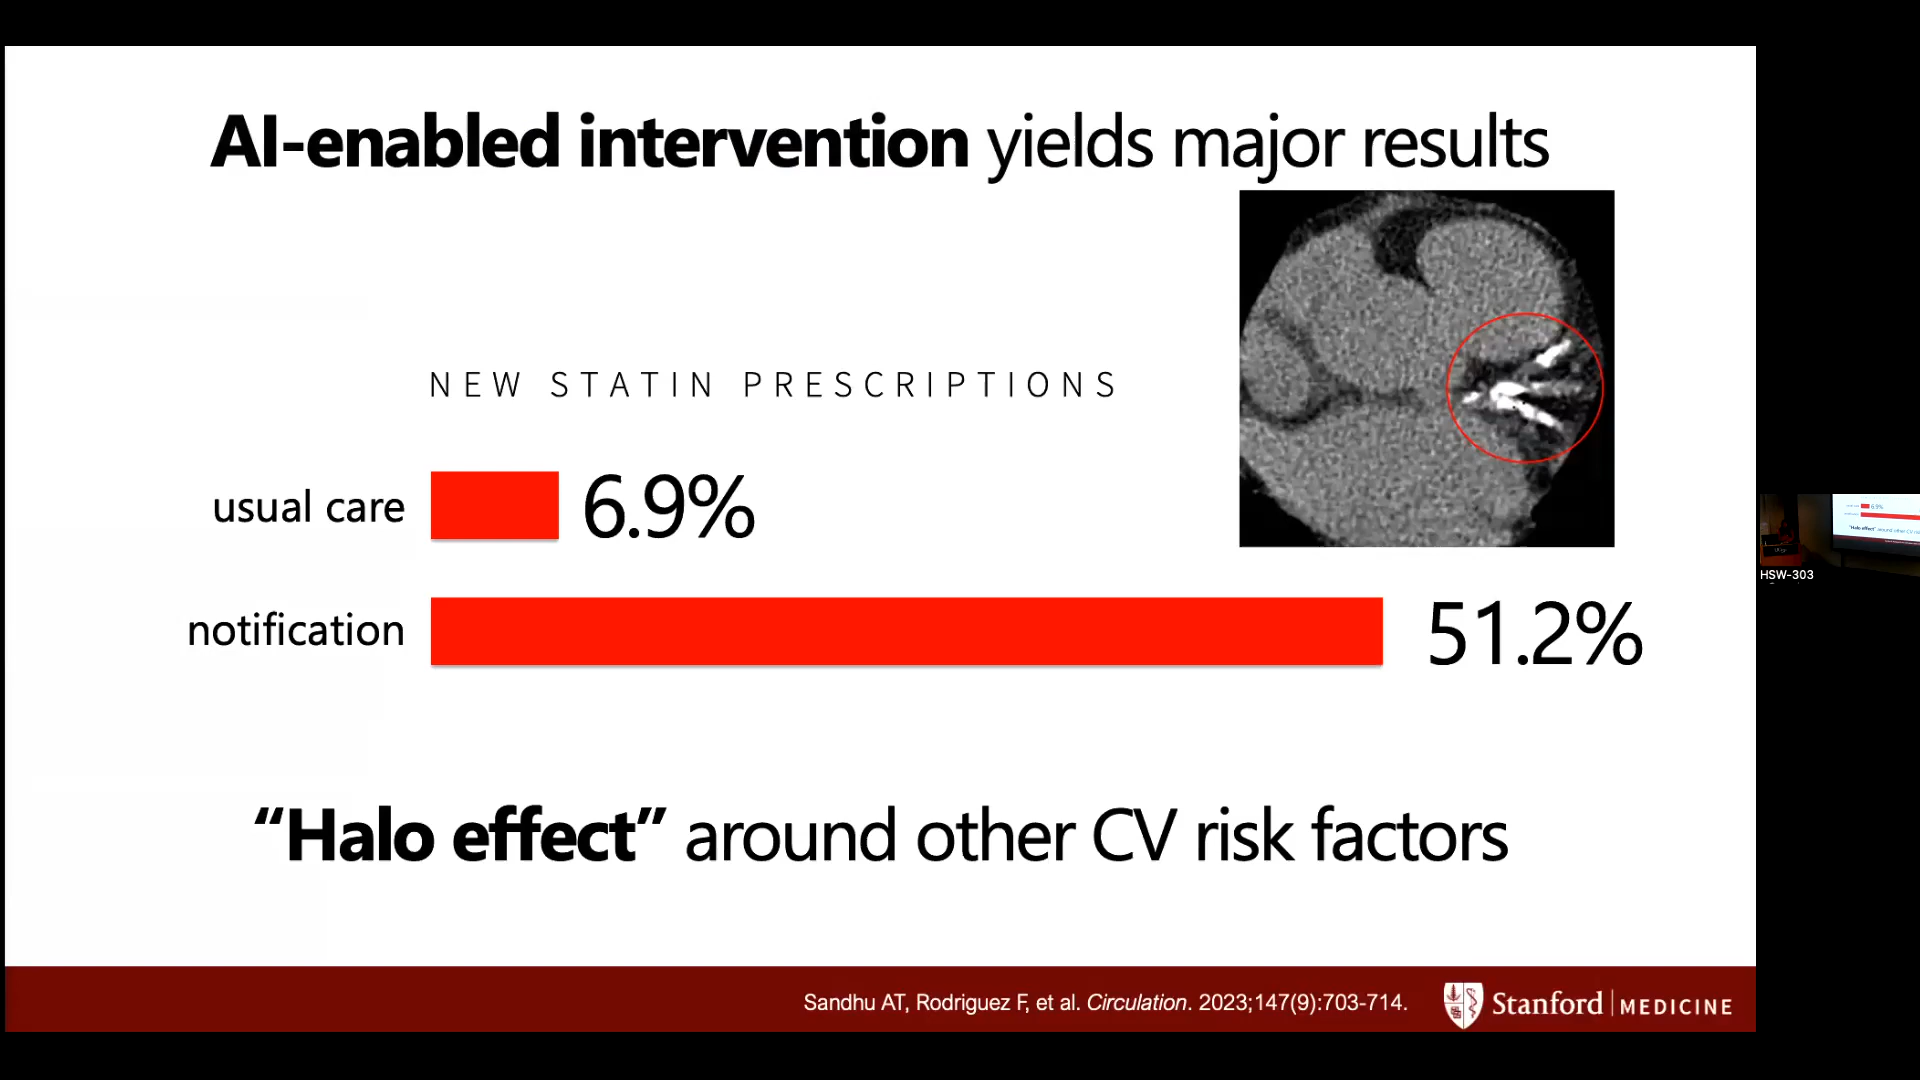 AI-enabled intervention yields major results
NEW STATIN PRESCRIPTIONS
usual care 6.9%
notification 51.2%
“Halo effect” around other CV risk factors
Sandhu AT, Rodriguez F, et al. Circulation. 2023;147(9):703-714.
Stanford | MEDICINE
HSW-303